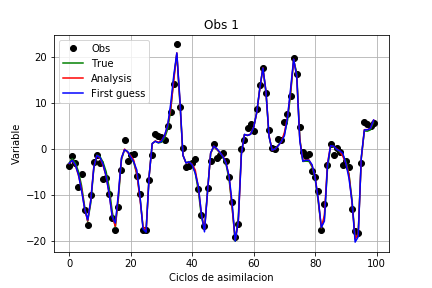 Obs 1
Obs
True
Analysis
First guess
Variable
20
10
0
−10
−20
0 20 40 60 80 100
Ciclos de asimilacion